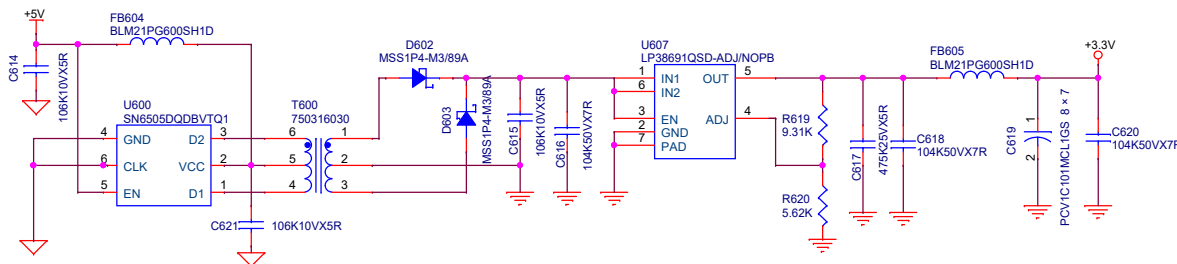 +5V
FB604
BLM21PG600SH1D
C614
106K10VX5R
U600
SN6505DQDBVTQ1
4
GND
D2
3
6
CLK
VCC
2
5
EN
D1
1
C621
106K10VX5R
T600
750316030
6
1
5
2
4
3
D602
MSS1P4-M3/89A
D603
MSS1P4-M3/89A
C615
106K10VX5R
C616
104K50VX7R
U607
LP38691QSD-ADJ/NOPB
1
IN1
OUT
5
6
IN2
3
EN
ADJ
4
2
GND
7
PAD
R619
9.31K
R620
5.62K
C617
475K25VX5R
C618
104K50VX7R
FB605
BLM21PG600SH1D
+3.3V
C619
1
2
PCV1C101MCL1GS 8×7
C620
104K50VX7R